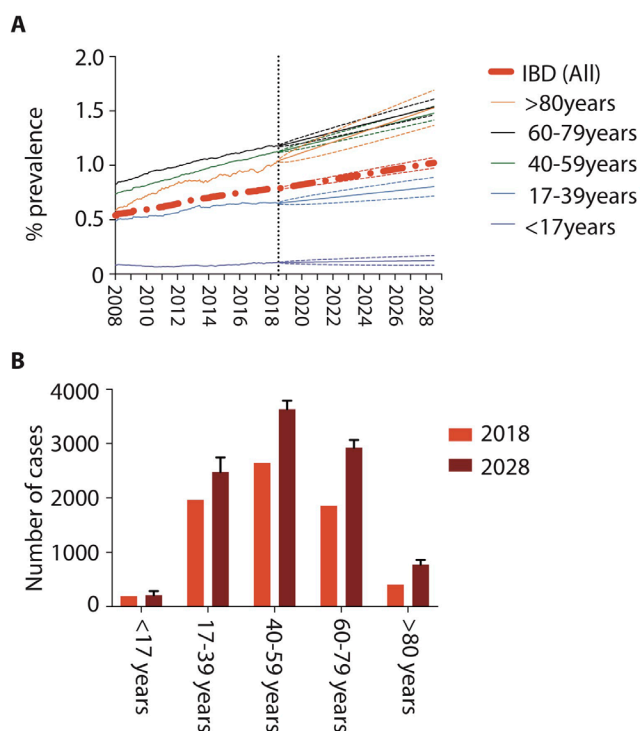 A
% prevalence
2.0
1.5
1.0
0.5
0
2008
2010
2012
2014
2016
2018
2020
2022
2024
2026
2028
IBD (All)
>80years
60-79years
40-59years
17-39years
<17years
B
Number of cases
4000
3000
2000
1000
0
<17 years
17-39 years
40-59 years
60-79 years
>80 years
2018
2028